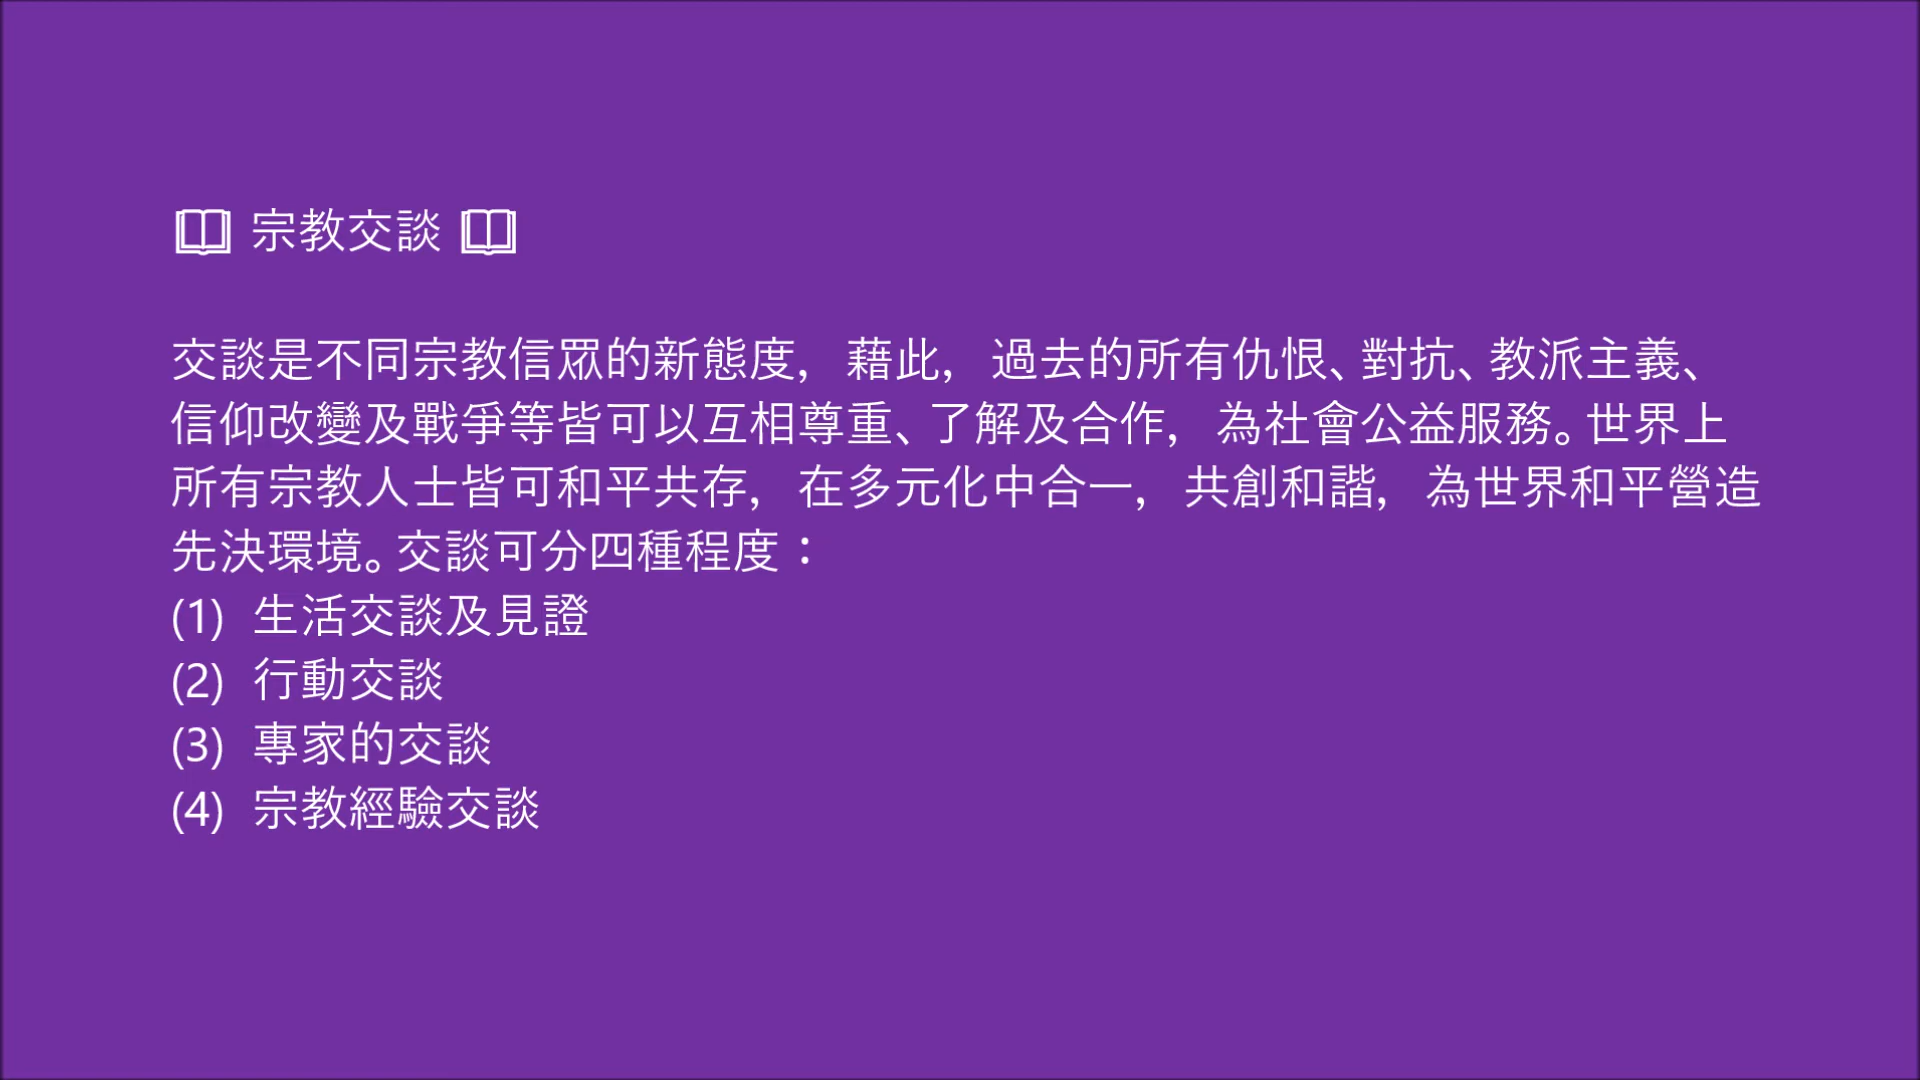 🕮 宗教交談 🕮
交談是不同宗教信眾的新態度，藉此，過去的所有仇恨、對抗、教派主義、
信仰改變及戰爭等皆可以互相尊重、了解及合作，為社會公益服務。世界上
所有宗教人士皆可和平共存，在多元化中合一，共創和諧，為世界和平營造
先決環境。交談可分四種程度：
(1) 生活交談及見證
(2) 行動交談
(3) 專家的交談
(4) 宗教經驗交談